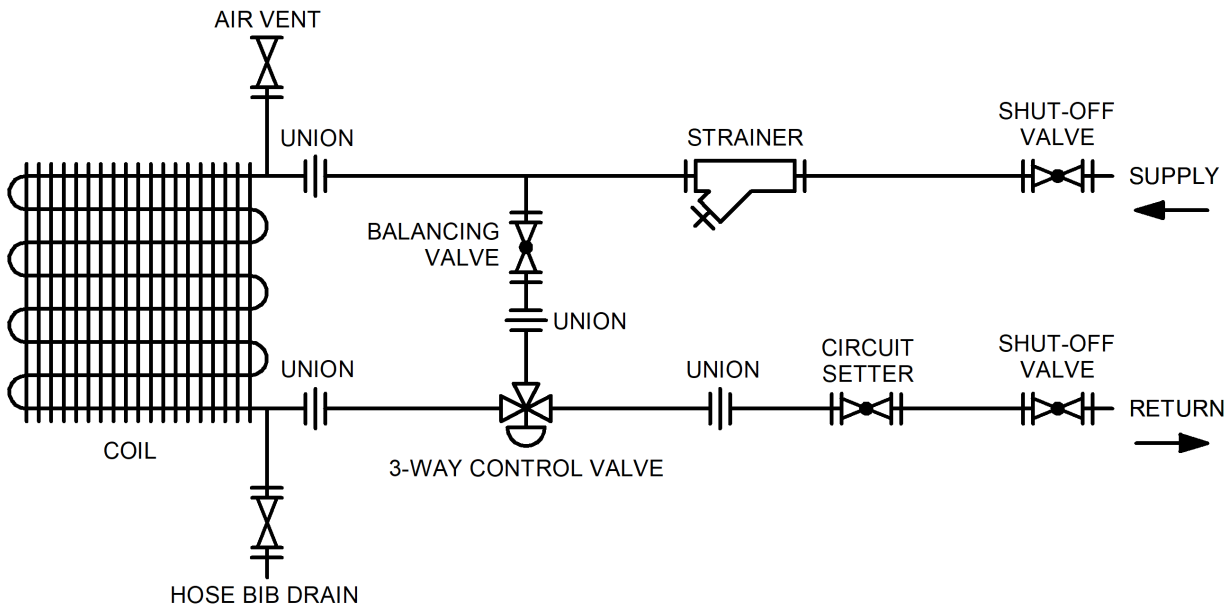 AIR VENT
UNION
STRAINER
SHUT-OFF
VALVE
SUPPLY
BALANCING
VALVE
UNION
UNION
UNION
CIRCUIT
SETTER
SHUT-OFF
VALVE
RETURN
COIL
3-WAY CONTROL VALVE
HOSE BIB DRAIN